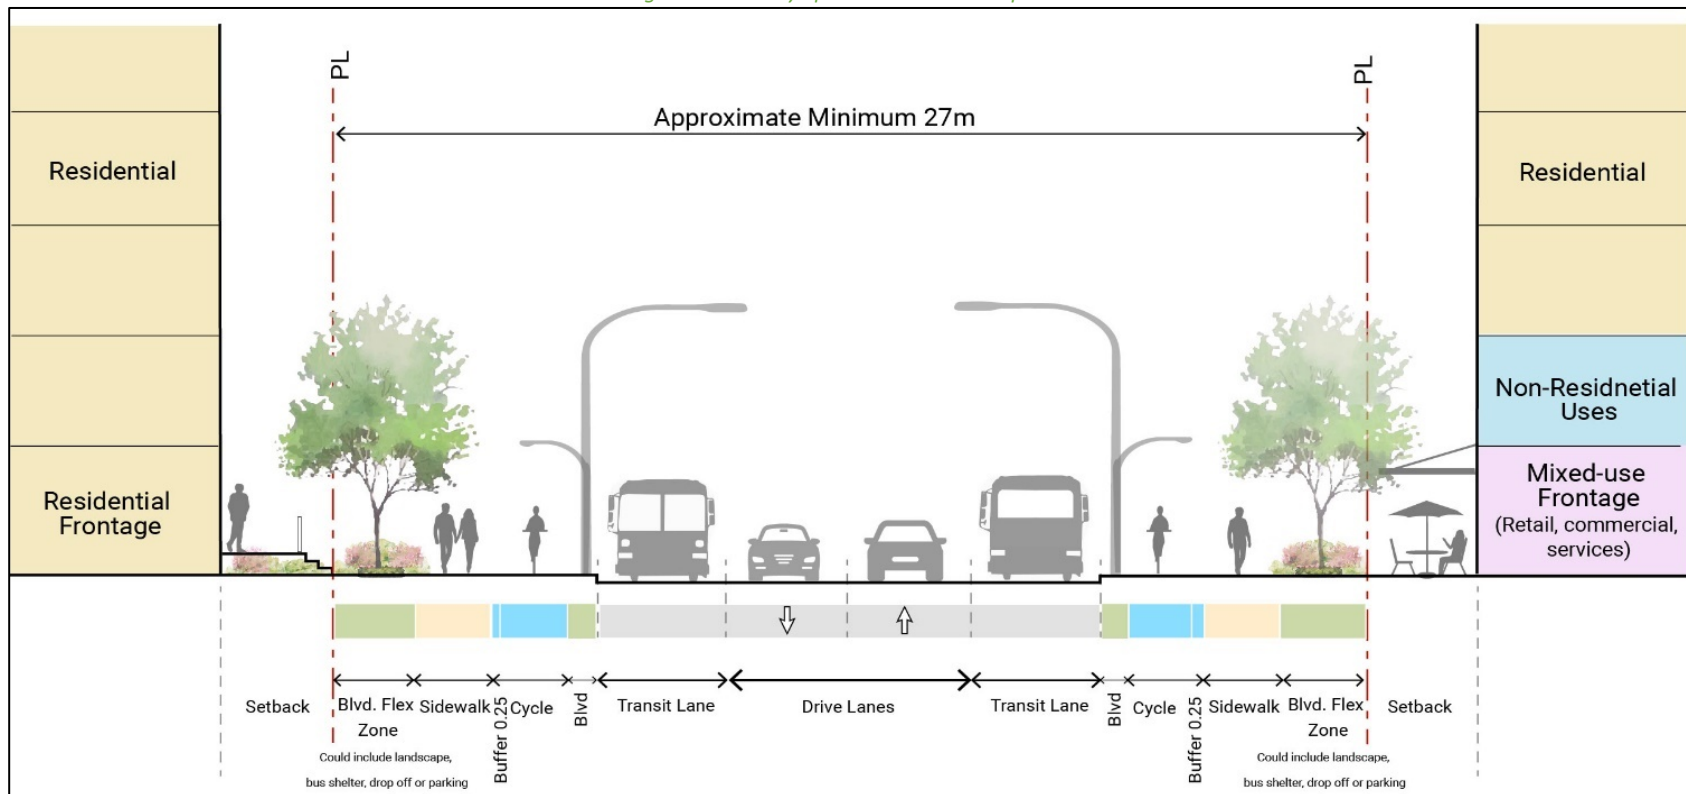 PL
PL
Approximate Minimum 27m
Residential
Residential
Non-Residnetial
Uses
Residential
Frontage
Mixed-use
Frontage
(Retail, commercial,
services)
Setback
Blvd. Flex
Zone
Could include landscape,
bus shelter, drop off or parking
Sidewalk
Buffer 0.25
Cycle
Blvd
Transit Lane
Drive Lanes
Transit Lane
Blvd
Cycle
Buffer 0.25
Sidewalk
Blvd. Flex
Zone
Could include landscape,
bus shelter, drop off or parking
Setback